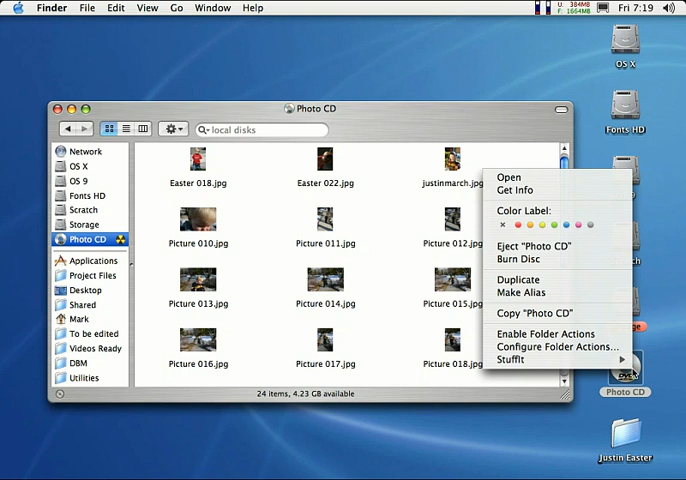 Finder File Edit View Go Window Help
U: 384MB
F: 1664MB
Fri 7:19
OS X
Fonts HD
Photo CD
local disks
Network
OS X
OS 9
Fonts HD
Scratch
Storage
Photo CD
Applications
Project Files
Desktop
Shared
Mark
To be edited
Videos Ready
DBM
Utilities
Easter 018.jpg
Easter 022.jpg
justinmarch.jpg
Picture 010.jpg
Picture 011.jpg
Picture 012.jpg
Picture 013.jpg
Picture 014.jpg
Picture 015.jpg
Picture 016.jpg
Picture 017.jpg
Picture 018.jpg
24 items, 4.23 GB available
Open
Get Info
Color Label:
Eject "Photo CD"
Burn Disc
Duplicate
Make Alias
Copy "Photo CD"
Enable Folder Actions
Configure Folder Actions...
StuffIt
Photo CD
Justin Easter